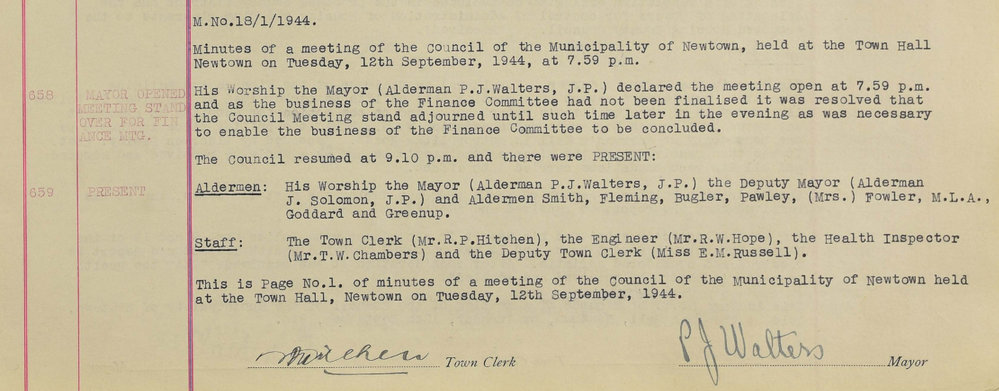 M.No.18/1/1944.
Minutes of a meeting of the Council of the Municipality of Newtown, held at the Town Hall
Newtown on Tuesday, 12th September, 1944, at 7.59 p.m.
658
MAYOR OPENED
MEETING STAND
OVER FOR FIN
ANCE MTG.
His Worship the Mayor (Alderman P.J.Walters, J.P.) declared the meeting open at 7.59 p.m.
and as the business of the Finance Committee had not been finalised it was resolved that
the Council Meeting stand adjourned until such time later in the evening as was necessary
to enable the business of the Finance Committee to be concluded.
The Council resumed at 9.10 p.m. and there were PRESENT:
659
PRESENT
Aldermen: His Worship the Mayor (Alderman P.J.Walters, J.P.) the Deputy Mayor (Alderman
J. Solomon, J.P.) and Aldermen Smith, Fleming, Bugler, Pawley, (Mrs.) Fowler, M.L.A.,
Goddard and Greenup.
Staff: The Town Clerk (Mr.R.P.Hitchen), the Engineer (Mr.R.W.Hope), the Health Inspector
(Mr.T.W.Chambers) and the Deputy Town Clerk (Miss E.M.Russell).
This is Page No.1. of minutes of a meeting of the Council of the Municipality of Newtown held
at the Town Hall, Newtown on Tuesday, 12th September, 1944.
Town Clerk
P J Walters Mayor